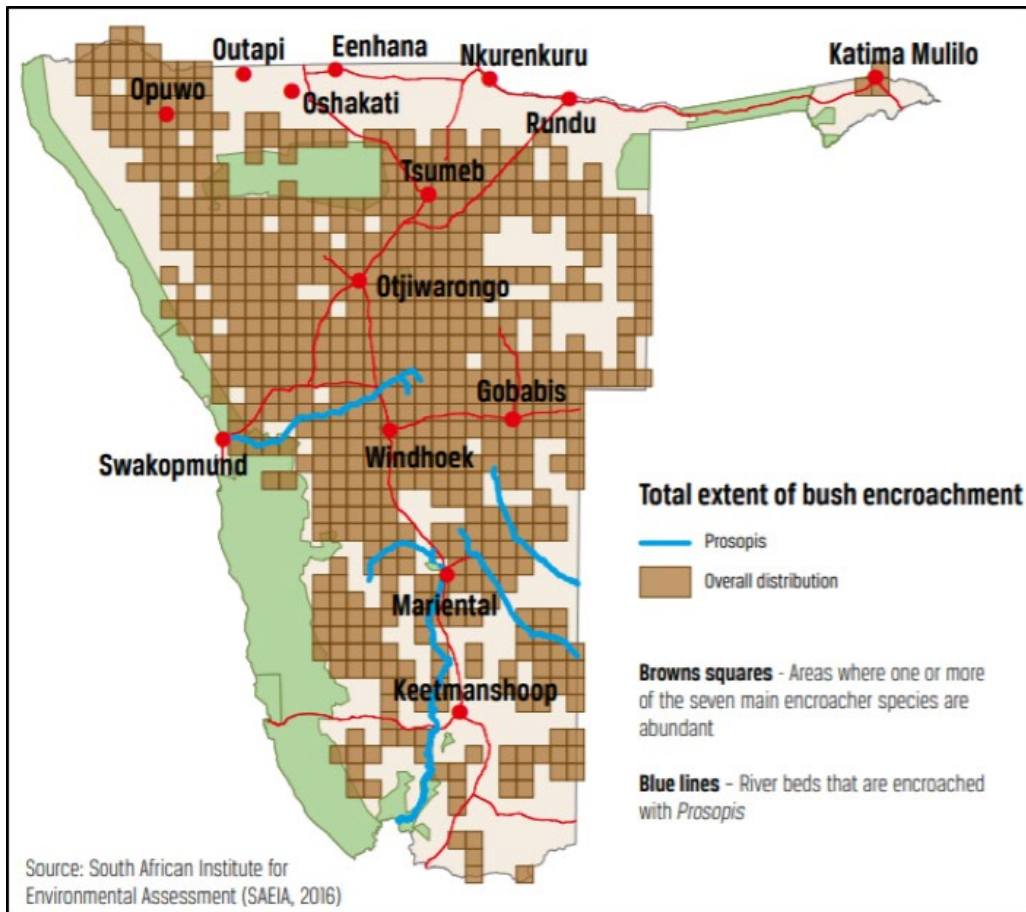 Outapi
Eenhana
Nkurenkuru
Katima Mulilo
Opuwo
Oshakati
Rundu
Tsumeb
Otjiwarongo
Gobabis
Swakopmund
Windhoek
Mariental
Keetmanshoop
Total extent of bush encroachment
Prosopis
Overall distribution
Browns squares - Areas where one or more
of the seven main encroacher species are
abundant
Blue lines - River beds that are encroached
with Prosopis
Source: South African Institute for
Environmental Assessment (SAEIA, 2016)